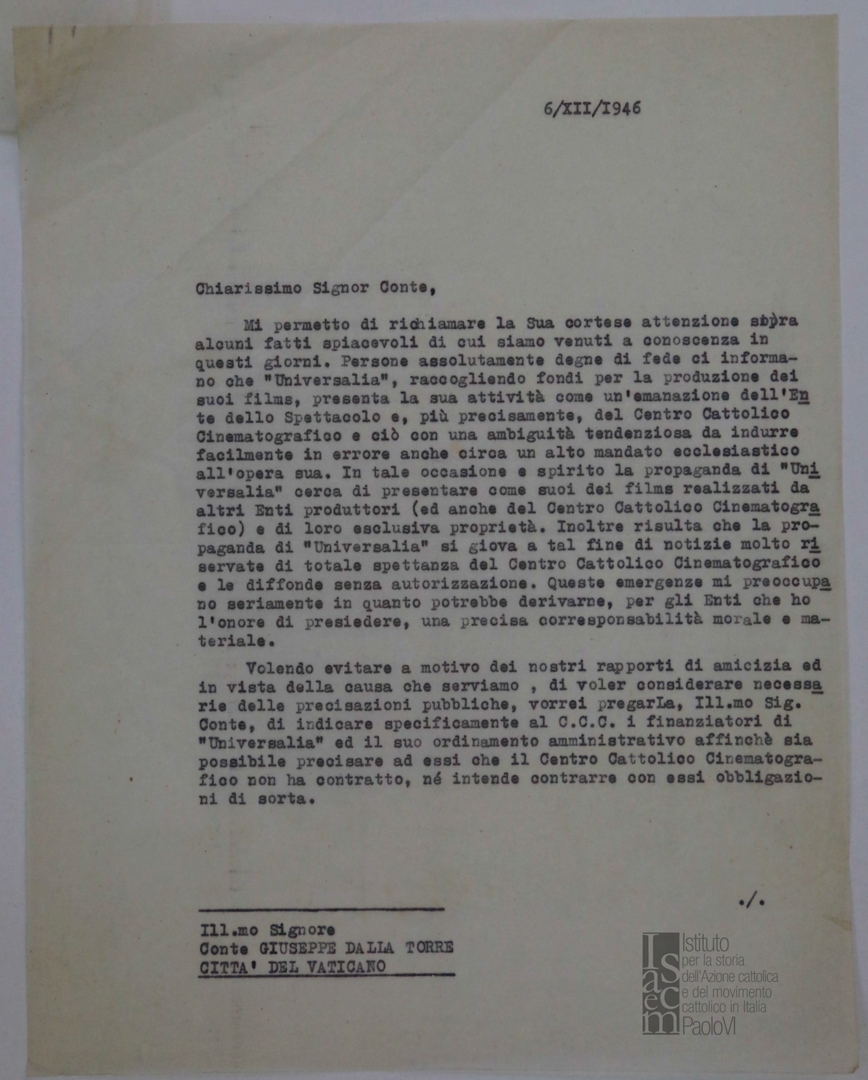 6/XII/1946
Chiarissimo Signor Conte,
Mi permetto di richiamare la Sua cortese attenzione sopra
alcuni fatti spiacevoli di cui siamo venuti a conoscenza in
questi giorni. Persone assolutamente degne di fede ci informa-
no che "Universalia", raccogliendo fondi per la produzione dei
suoi films, presenta la sua attività come un'emanazione dell'En
te dello Spettacolo e, più precisamente, del Centro Cattolico
Cinematografico e ciò con una ambiguità tendenziosa da indurre
facilmente in errore anche circa un alto mandato ecclesiastico
all'opera sua. In tale occasione e spirito la propaganda di "Uni
versalia" cerca di presentare come suoi dei films realizzati da
altri Enti produttori (ed anche del Centro Cattolico Cinematogra
fico) e di loro esclusiva proprietà. Inoltre risulta che la pro-
paganda di "Universalia" si giova a tal fine di notizie molto ri
servate di totale spettanza del Centro Cattolico Cinematografico
e le diffonde senza autorizzazione. Queste emergenze mi preoccupa
no seriamente in quanto potrebbe derivarne, per gli Enti che ho
l'onore di presiedere, una precisa corresponsabilità morale e ma-
teriale.
Volendo evitare a motivo dei nostri rapporti di amicizia ed
in vista della causa che serviamo , di voler considerare necessa
rie delle precisazioni pubbliche, vorrei pregarLa, Ill.mo Sig.
Conte, di indicare specificamente al C.C.C. i finanziatori di
"Universalia" ed il suo ordinamento amministrativo affinchè sia
possibile precisare ad essi che il Centro Cattolico Cinematogra-
fico non ha contratto, né intende contrarre con essi obbligazio-
ni di sorta.
./.
Ill.mo Signore
Conte GIUSEPPE DALLA TORRE
CITTA' DEL VATICANO
Isacem
Istituto
per la storia
dell'Azione cattolica
e del movimento
cattolico in Italia
PaoloVI